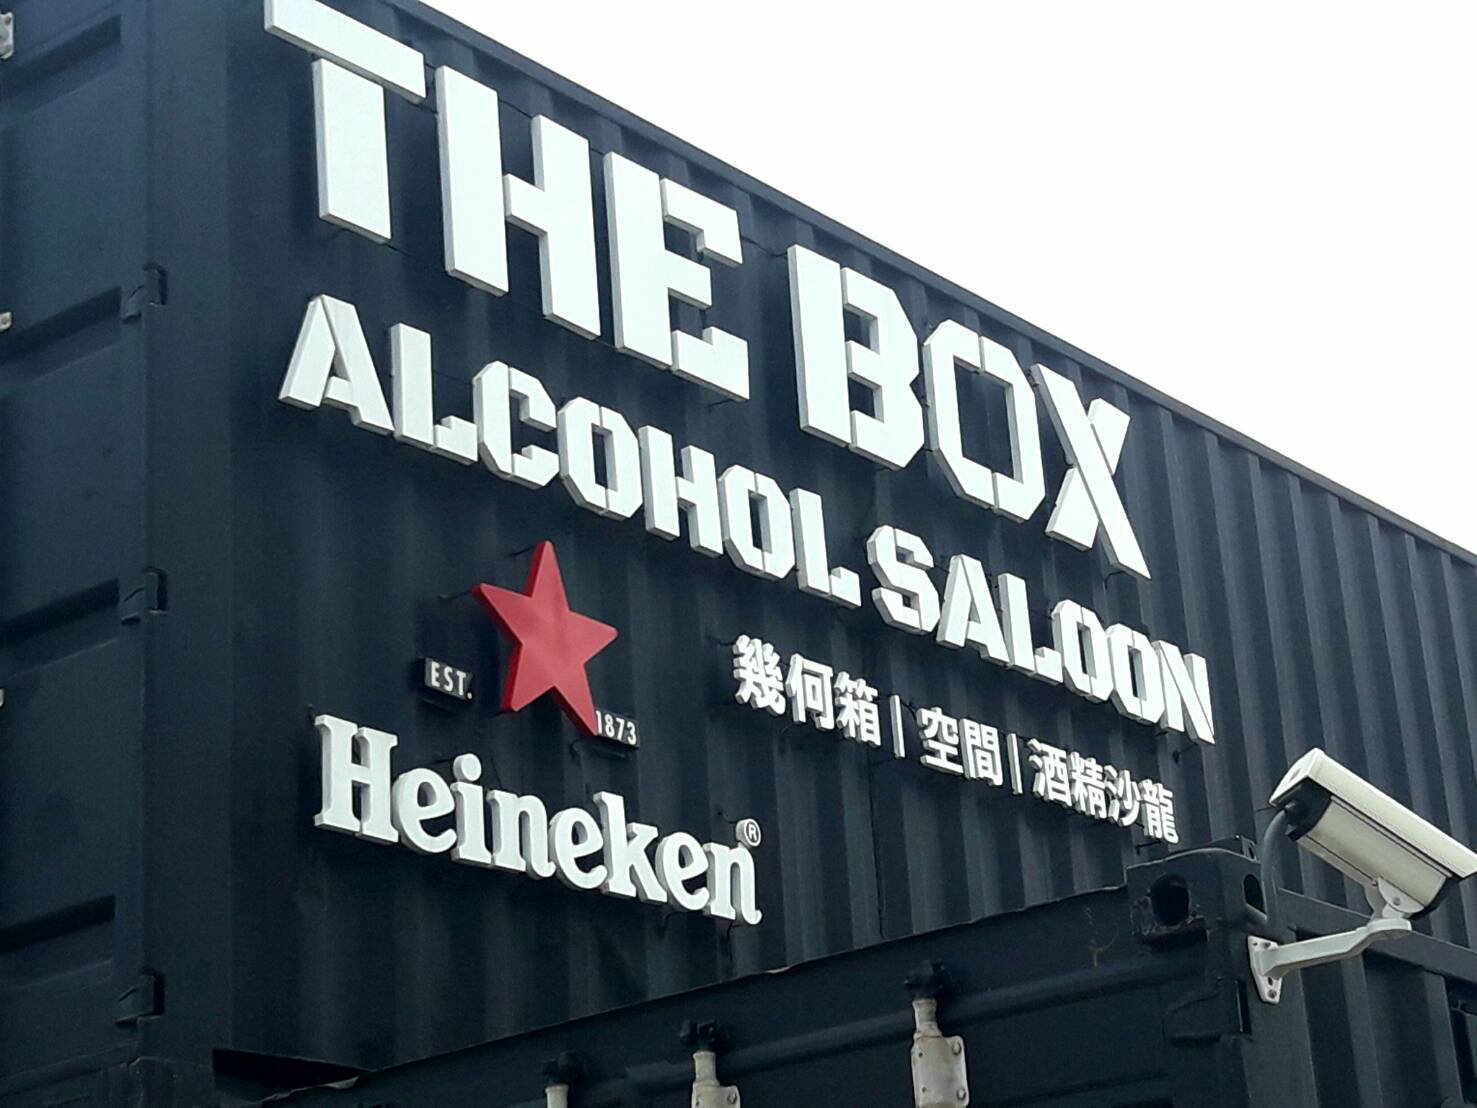 THE BOX
ALCOHOL SALOON
幾何箱 | 空間 | 酒精沙龍
EST. 1873
Heineken®